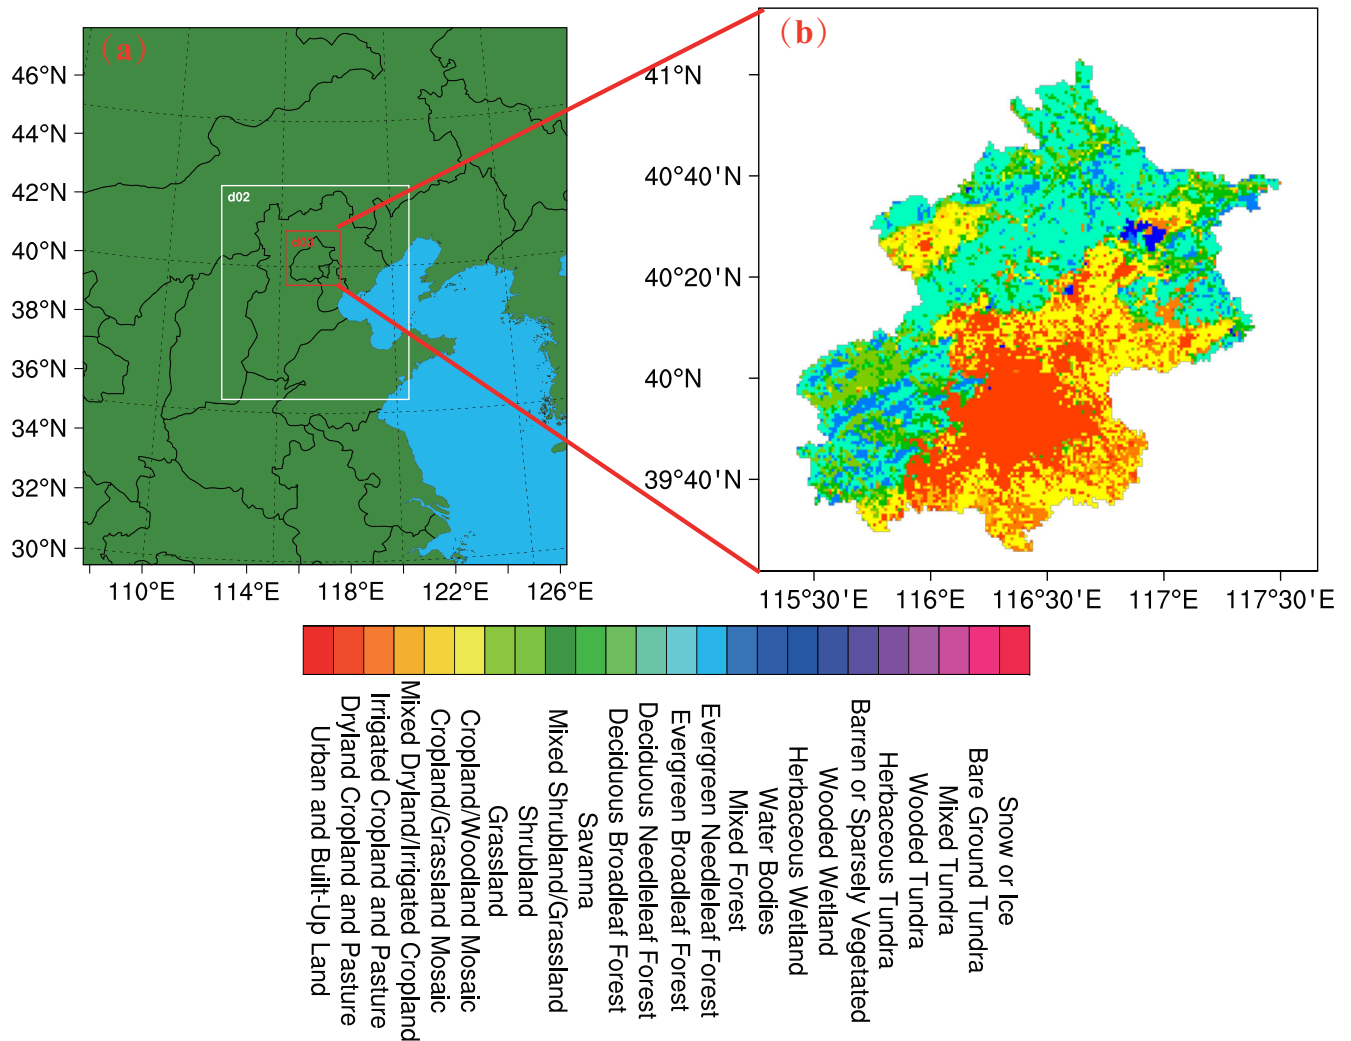 (a)
46°N
44°N
42°N
40°N
38°N
36°N
34°N
32°N
30°N
110°E
114°E
118°E
122°E
126°E
d02
d03
(b)
41°N
40°40'N
40°20'N
40°N
39°40'N
115°30'E
116°E
116°30'E
117°E
117°30'E
Urban and Built-Up Land
Dryland Cropland and Pasture
Irrigated Cropland and Pasture
Mixed Dryland/Irrigated Cropland
Cropland/Grassland Mosaic
Cropland/Woodland Mosaic
Grassland
Shrubland
Mixed Shrubland/Grassland
Savanna
Deciduous Broadleaf Forest
Deciduous Needleleaf Forest
Evergreen Broadleaf Forest
Evergreen Needleleaf Forest
Mixed Forest
Water Bodies
Herbaceous Wetland
Wooded Wetland
Barren or Sparsely Vegetated
Herbaceous Tundra
Wooded Tundra
Mixed Tundra
Bare Ground Tundra
Snow or Ice